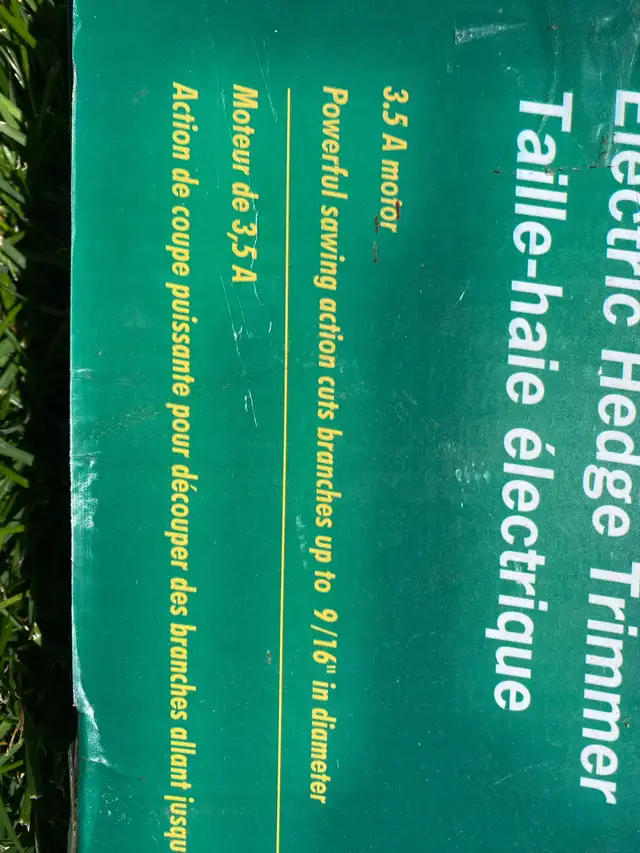 Electric Hedge Trimmer
Taille-haie électrique
3.5 A motor
Powerful sawing action cuts branches up to 9/16" in diameter
Moteur de 3,5 A
Action de coupe puissante pour découper des branches allant jusqu